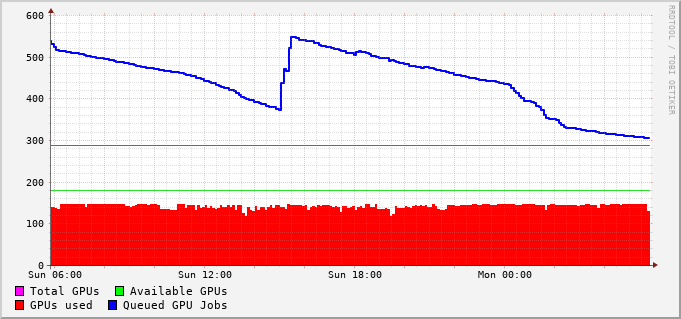 600
500
400
300
200
100
0
Sun 06:00 Sun 12:00 Sun 18:00 Mon 00:00
Total GPUs Available GPUs
GPUs used Queued GPU Jobs
RRDTOOL / TOBI OETIKER